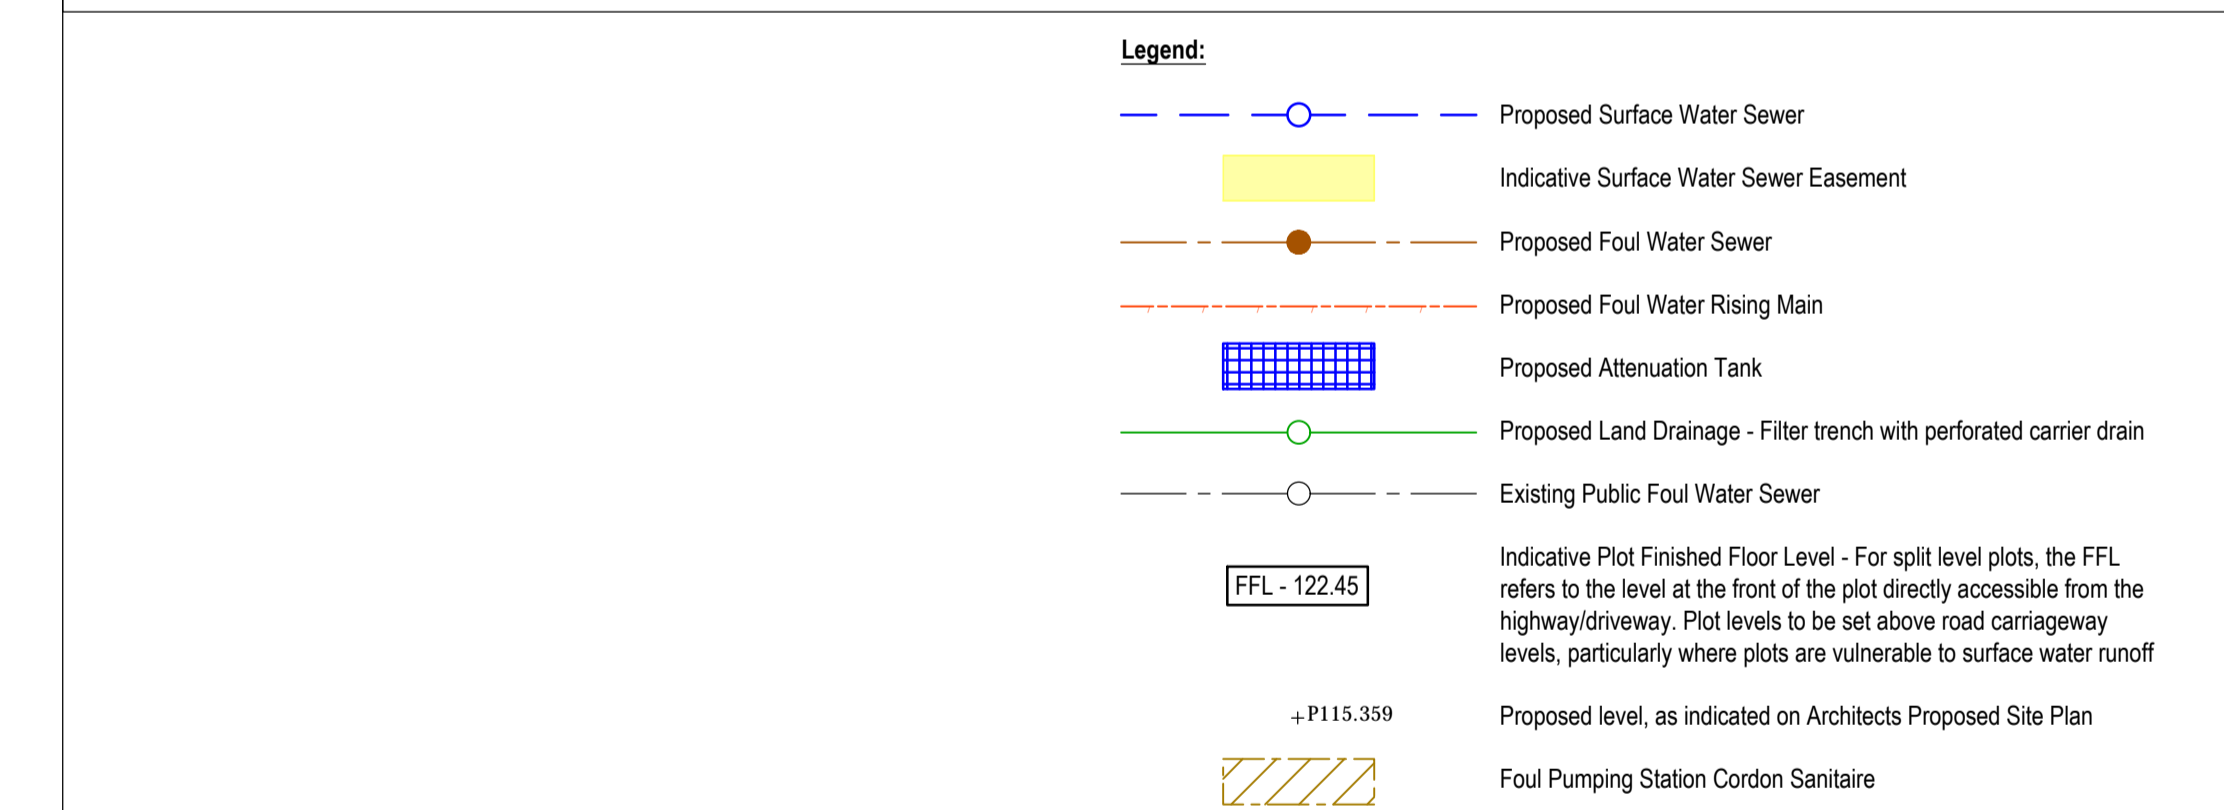 Legend:
Proposed Surface Water Sewer
Indicative Surface Water Sewer Easement
Proposed Foul Water Sewer
Proposed Foul Water Rising Main
Proposed Attenuation Tank
Proposed Land Drainage - Filter trench with perforated carrier drain
Existing Public Foul Water Sewer
FFL - 122.45
Indicative Plot Finished Floor Level - For split level plots, the FFL
refers to the level at the front of the plot directly accessible from the
highway/driveway. Plot levels to be set above road carriageway
levels, particularly where plots are vulnerable to surface water runoff
+P115.359
Proposed level, as indicated on Architects Proposed Site Plan
Foul Pumping Station Cordon Sanitaire